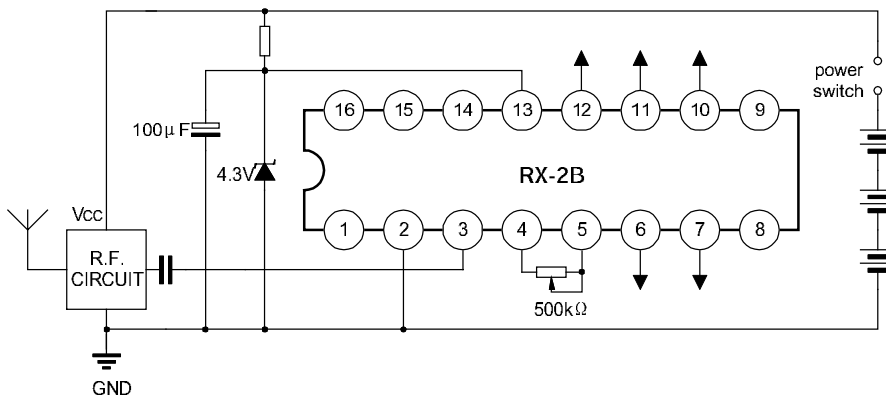 power
switch
16 15 14 13 12 11 10 9
100μF
4.3V
RX-2B
Vcc
1 2 3 4 5 6 7 8
R.F.
CIRCUIT
500kΩ
GND